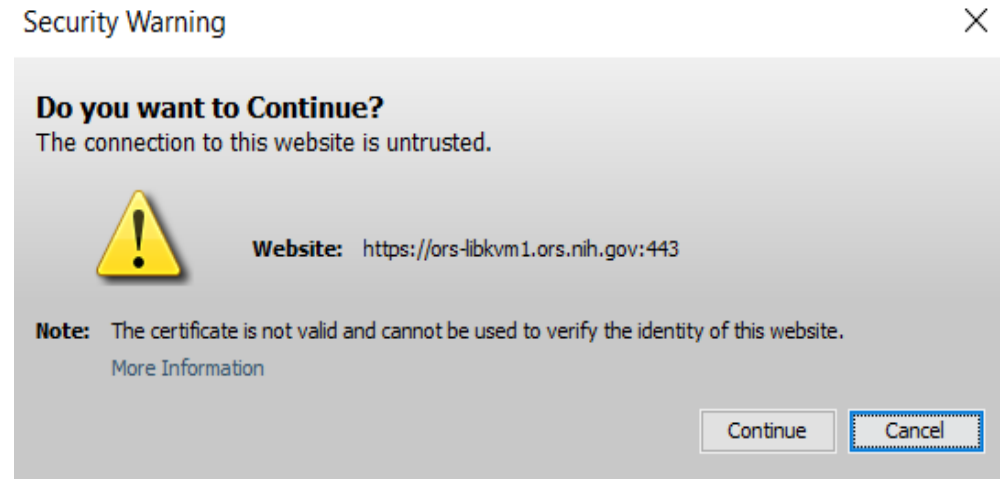 Security Warning
Do you want to Continue?
The connection to this website is untrusted.
Website: https://ors-libkvm1.ors.nih.gov:443
Note: The certificate is not valid and cannot be used to verify the identity of this website.
More Information
Continue Cancel